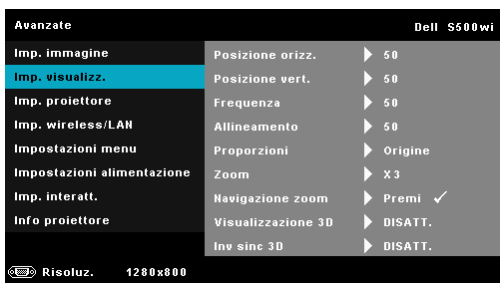 Avanzate Dell S500wi
Imp. immagine
Imp. visualizz.
Imp. proiettore
Imp. wireless/LAN
Impostazioni menu
Impostazioni alimentazione
Imp. interatt.
Info proiettore
Posizione orizz. 50
Posizione vert. 50
Frequenza 50
Allineamento 50
Proporzioni Origine
Zoom X3
Navigazione zoom Premi ✓
Visualizzazione 3D DISATT.
Inv sinc 3D DISATT.
Risoluz. 1280x800